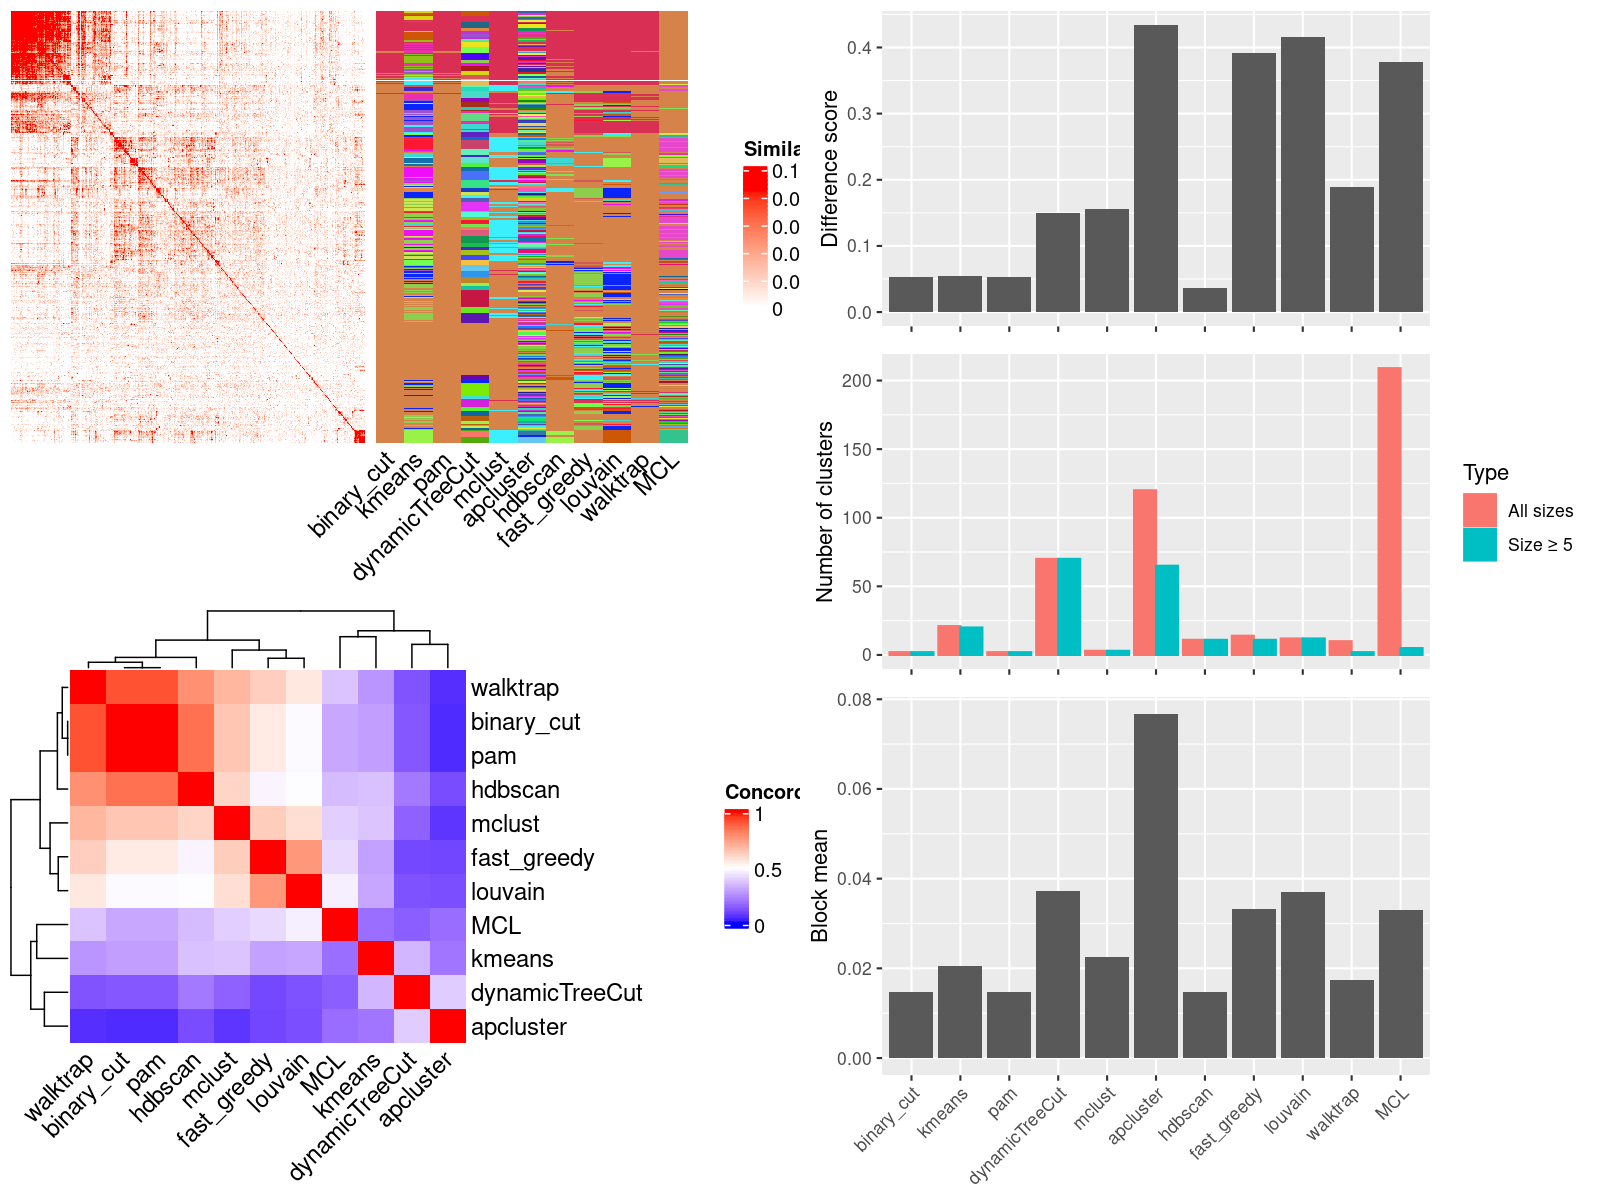 Simila
0.1
0.0
0.0
0.0
0.0
0
binary_cut
kmeans
pam
dynamicTreeCut
mclust
apcluster
hdbscan
fast_greedy
louvain
walktrap
MCL
walktrap
binary_cut
pam
hdbscan
mclust
fast_greedy
louvain
MCL
kmeans
dynamicTreeCut
apcluster
walktrap
binary_cut
pam
hdbscan
mclust
fast_greedy
louvain
MCL
kmeans
dynamicTreeCut
apcluster
Concord
1
0.5
0
Difference score
0.4
0.3
0.2
0.1
0.0
Number of clusters
200
150
100
50
0
Type
All sizes
Size ≥ 5
Block mean
0.08
0.06
0.04
0.02
0.00
binary_cut
kmeans
pam
dynamicTreeCut
mclust
apcluster
hdbscan
fast_greedy
louvain
walktrap
MCL